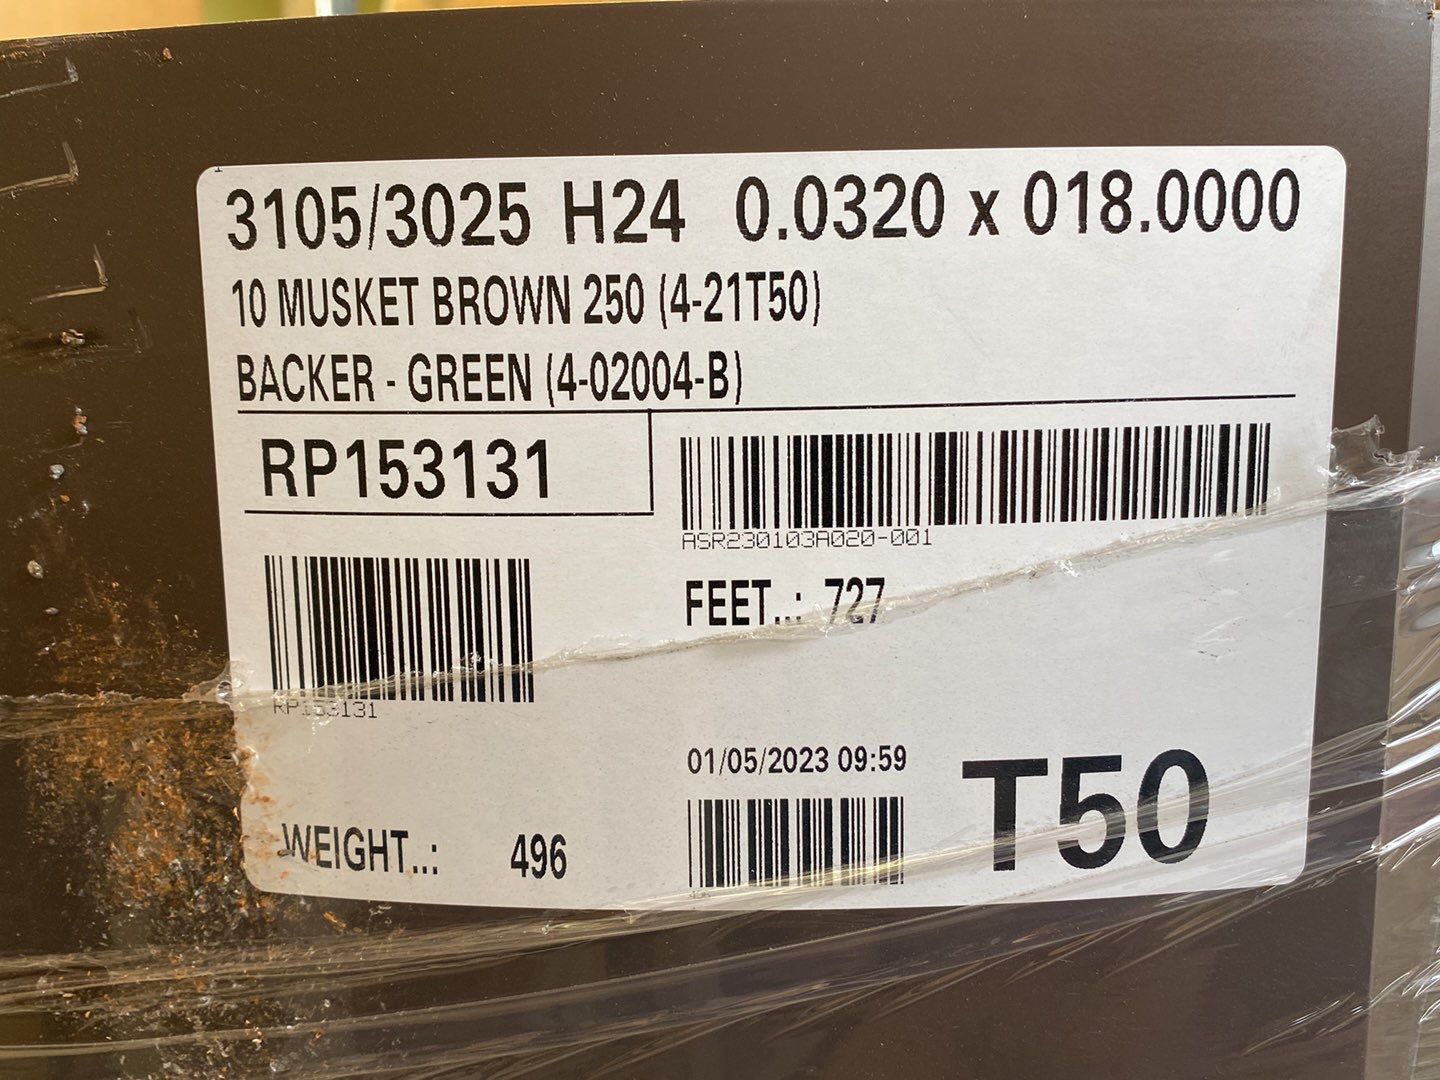 3105/3025 H24 0.0320 x 018.0000
10 MUSKET BROWN 250 (4-21T50)
BACKER - GREEN (4-02004-B)
RP153131
ASR230103A020-001
FEET..: 727
RP153131
01/05/2023 09:59
T50
WEIGHT..: 496